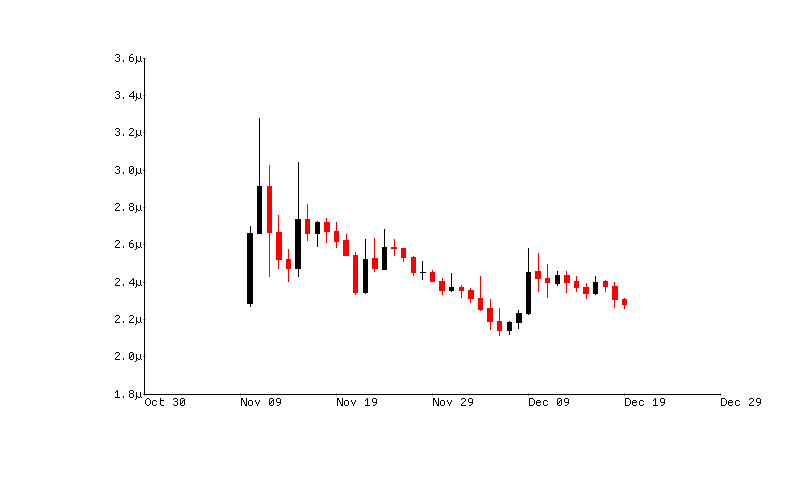 3.6µ
3.4µ
3.2µ
3.0µ
2.8µ
2.6µ
2.4µ
2.2µ
2.0µ
1.8µ
Oct 30 Nov 09 Nov 19 Nov 29 Dec 09 Dec 19 Dec 29